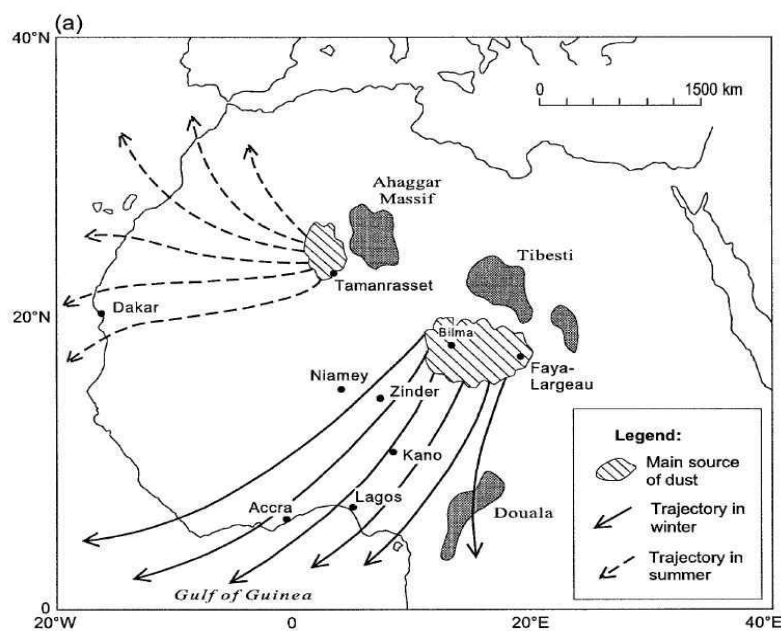 (a)
40°N
0 1500 km
Ahaggar
Massif
Tibesti
Tamanrasset
Dakar
20°N
Bilma
Niamey
Zinder
Faya-
Largeau
Kano
Legend:
Main source
of dust
Accra
Lagos
Douala
Trajectory in
winter
Trajectory in
summer
Gulf of Guinea
0
20°W
0
20°E
40°E